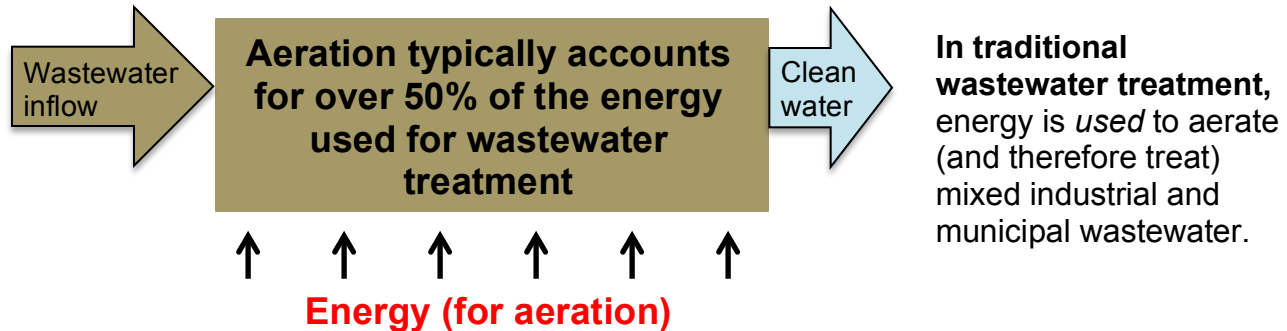 Wastewater
inflow
Aeration typically accounts
for over 50% of the energy
used for wastewater
treatment
Clean
water
In traditional
wastewater treatment,
energy is used to aerate
(and therefore treat)
mixed industrial and
municipal wastewater.
Energy (for aeration)